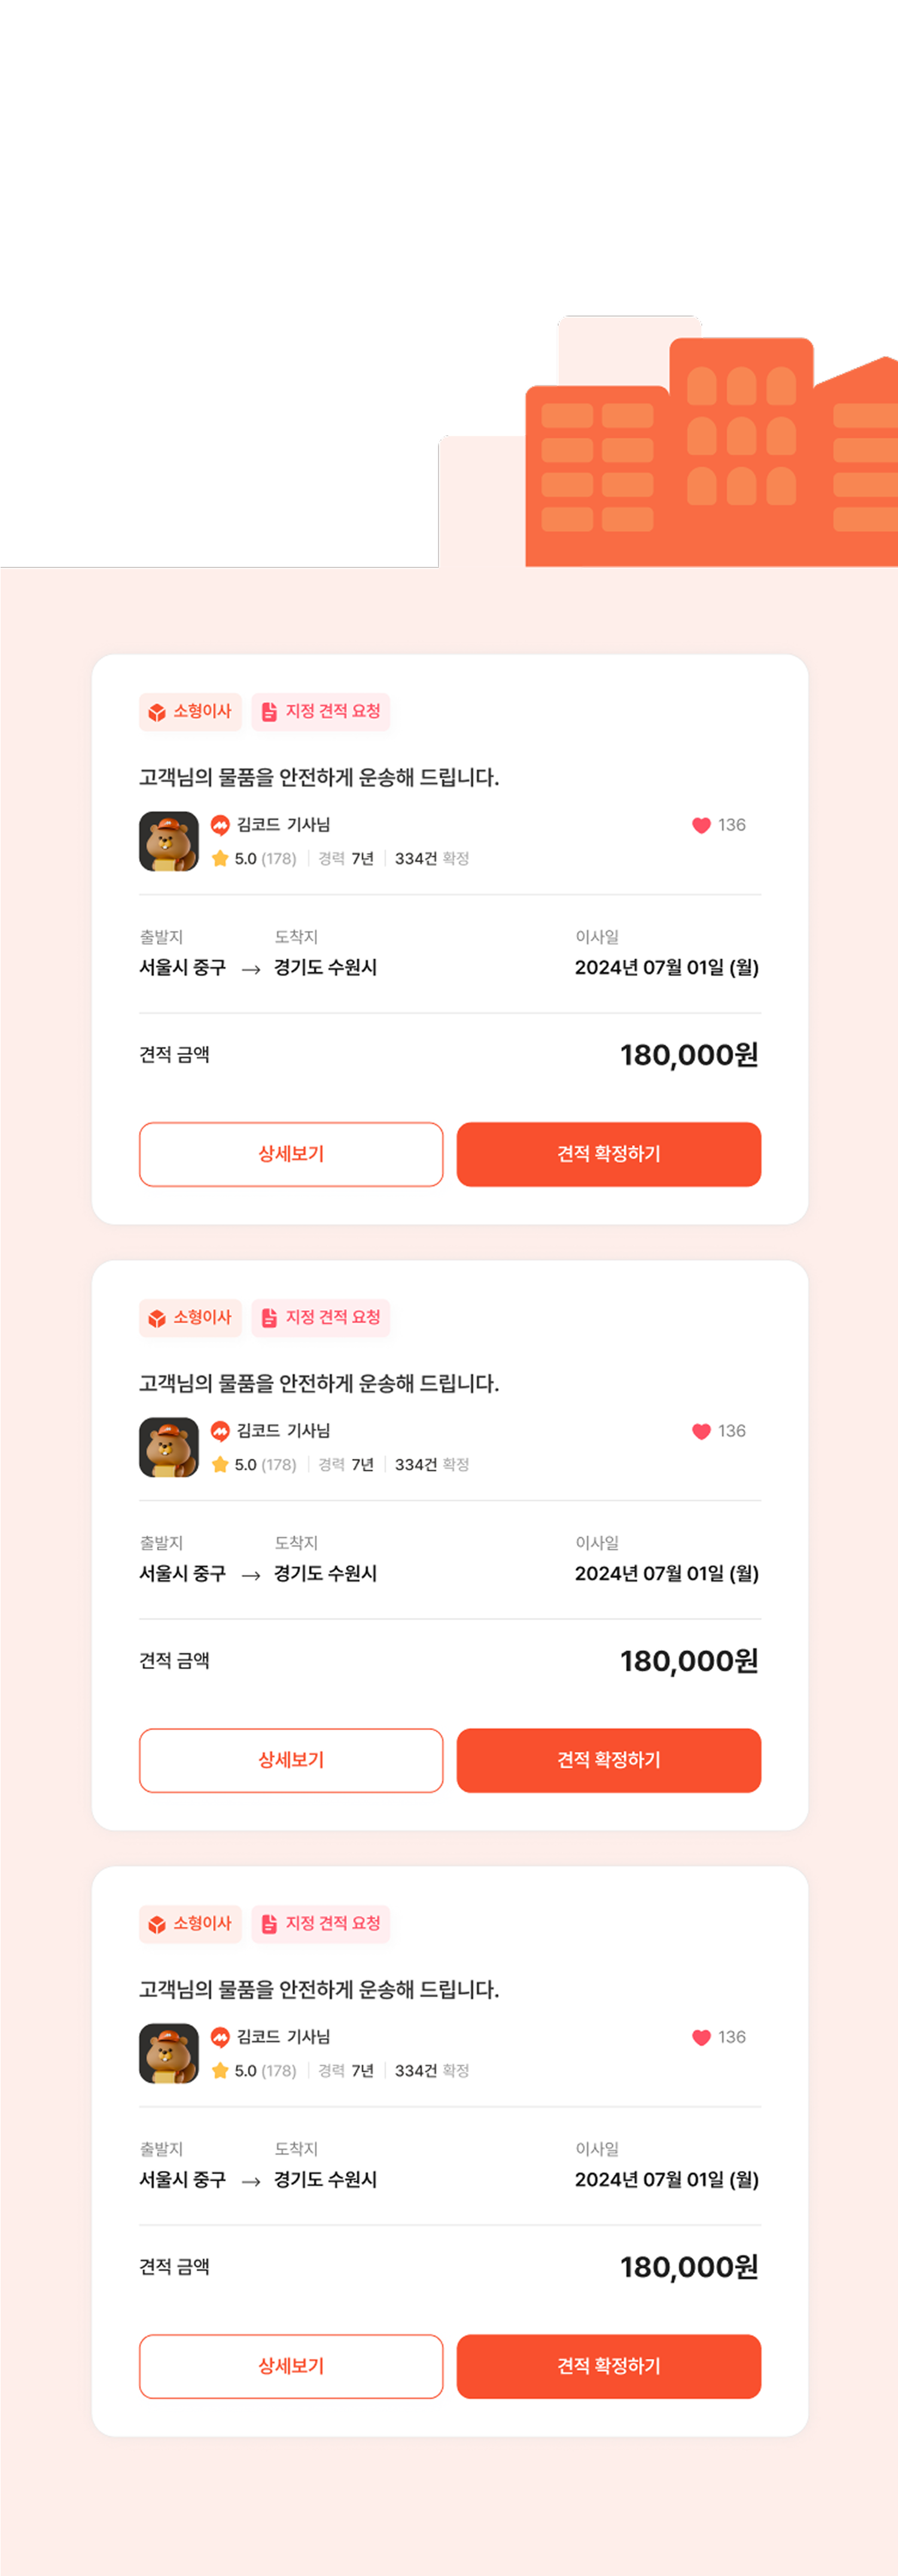 소형이사 지정 견적 요청
고객님의 물품을 안전하게 운송해 드립니다.
김코드 기사님 136
5.0 (178) 경력 7년 334건 확정
출발지 도착지 이사일
서울시 중구 → 경기도 수원시 2024년 07월 01일 (월)
견적 금액 180,000원
상세보기 견적 확정하기
소형이사 지정 견적 요청
고객님의 물품을 안전하게 운송해 드립니다.
김코드 기사님 136
5.0 (178) 경력 7년 334건 확정
출발지 도착지 이사일
서울시 중구 → 경기도 수원시 2024년 07월 01일 (월)
견적 금액 180,000원
상세보기 견적 확정하기
소형이사 지정 견적 요청
고객님의 물품을 안전하게 운송해 드립니다.
김코드 기사님 136
5.0 (178) 경력 7년 334건 확정
출발지 도착지 이사일
서울시 중구 → 경기도 수원시 2024년 07월 01일 (월)
견적 금액 180,000원
상세보기 견적 확정하기